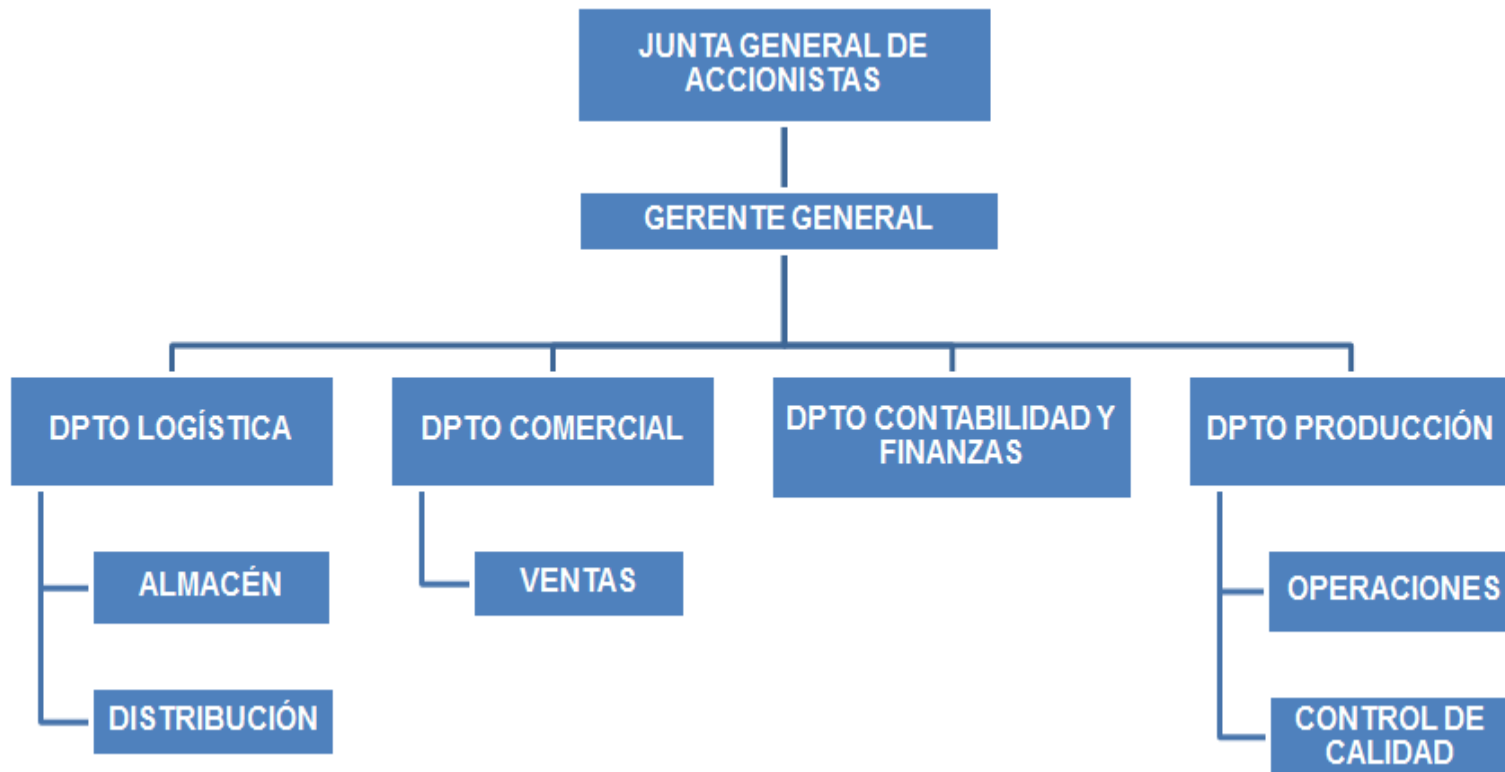 JUNTA GENERAL DE
ACCIONISTAS
GERENTE GENERAL
DPTO LOGÍSTICA
DPTO COMERCIAL
DPTO CONTABILIDAD Y
FINANZAS
DPTO PRODUCCIÓN
ALMACÉN
VENTAS
OPERACIONES
DISTRIBUCIÓN
CONTROL DE
CALIDAD